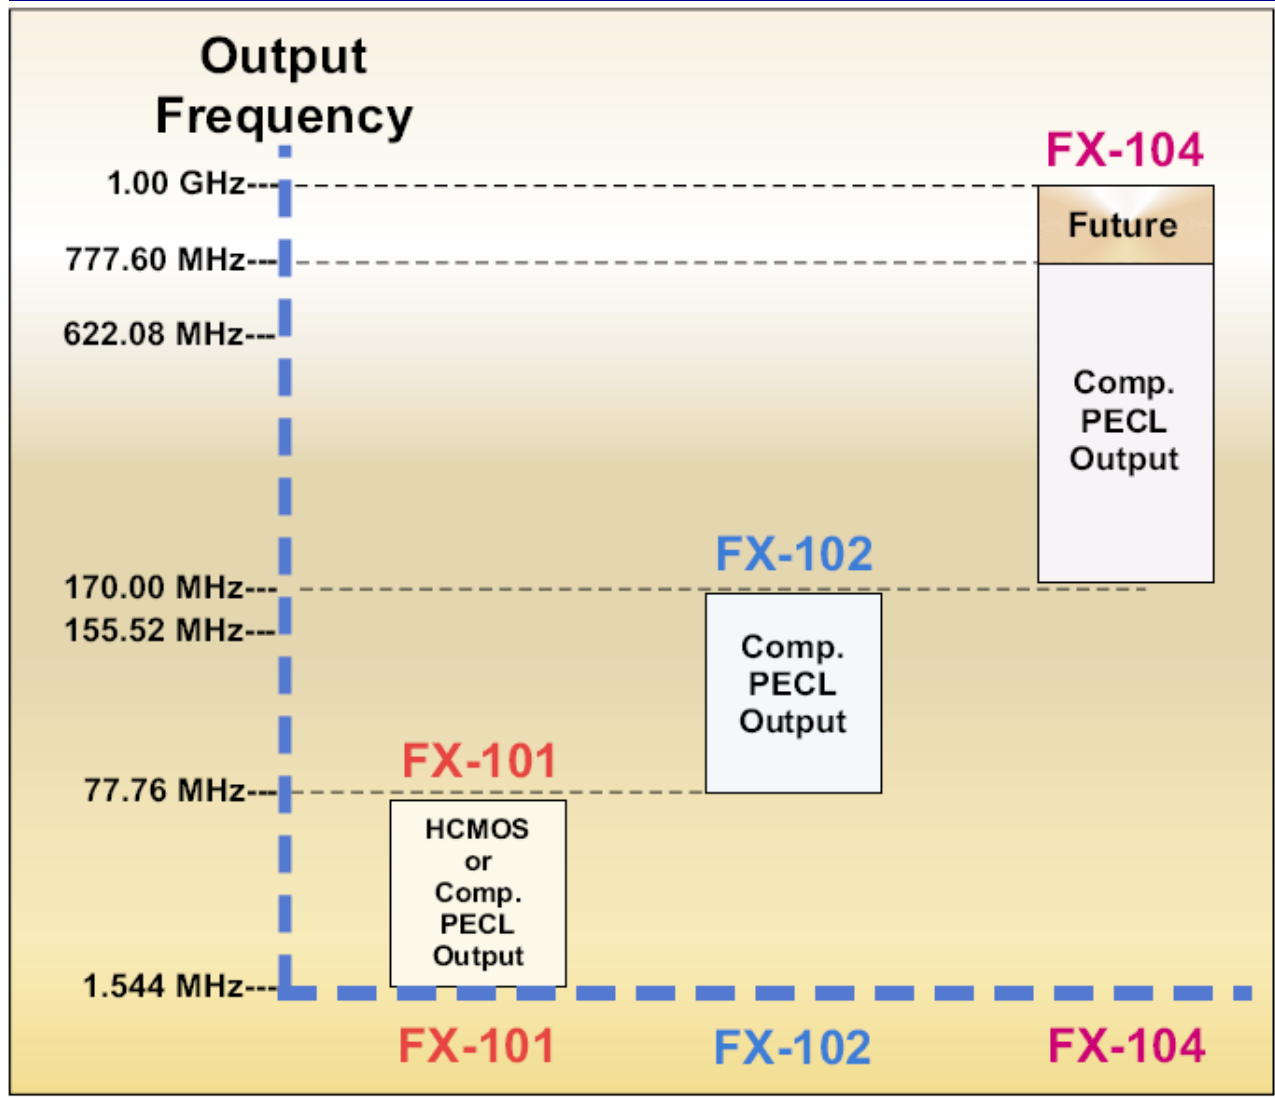 Output
Frequency
FX-104
1.00 GHz---
Future
777.60 MHz---
622.08 MHz---
Comp.
PECL
Output
FX-102
170.00 MHz---
155.52 MHz---
Comp.
PECL
Output
FX-101
77.76 MHz---
HCMOS
or
Comp.
PECL
Output
1.544 MHz---
FX-101 FX-102 FX-104